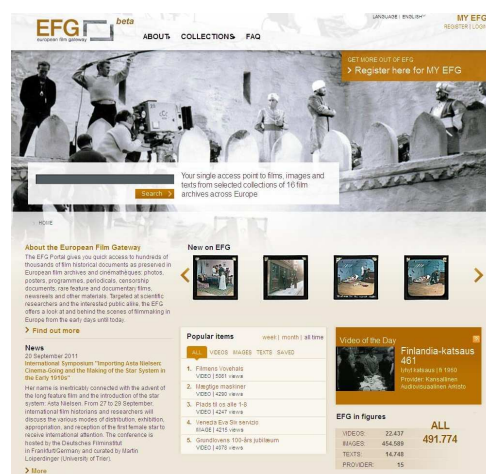 EFG
beta
european film gateway
ABOUT
COLLECTIONS
FAQ
LANGUAGE | ENGLISH
MY EFG
REGISTER | LOGIN
GET MORE OUT OF EFG
> Register here for MY EFG
Search >
Your single access point to films, images and
texts from selected collections of 16 film
archives across Europe
HOME
About the European Film Gateway
The EFG Portal gives you quick access to hundreds of
thousands of film historical documents as preserved in
European film archives and cinémathèques: photos,
posters, programmes, periodicals, censorship
documents, rare feature and documentary films,
newsreels and other materials. Targeted at scientific
researchers and the interested public alike, the EFG
offers a look at and behind the scenes of filmmaking in
Europe from the early days until today.
> Find out more
News
20 September 2011
International Symposium "Importing Asta Nielsen:
Cinema-Going and the Making of the Star System in
the Early 1910s"
Her name is inextricably connected with the advent of
the long feature film and the introduction of the star
system: Asta Nielsen. From 27 to 29 September,
international film historians and researchers will
discuss the various modes of distribution, exhibition,
appropriation, and reception of the first female star to
receive international attention. The conference is
hosted by the Deutsches Filminstitut
in Frankfurt/Germany and curated by Martin
Loiperdinger (University of Trier).
> More
New on EFG
Popular items
week | month | all time
ALL VIDEOS IMAGES TEXTS SAVED
1. Filmens Vovehals
VIDEO | 5081 views
2. Mægtige maskiner
VIDEO | 4290 views
3. Plads til os alle 1-8
VIDEO | 4247 views
4. Venezia Eva Sk servizio
IMAGE | 4215 views
5. Grundlovens 100-års jubilæum
VIDEO | 4078 views
Video of the Day
Finlandia-katsaus
461
lyhyt katsaus | 5 1960
Provider: Kansallinen
Audiovisuaalinen Arkisto
EFG in figures
VIDEOS: 22.437
IMAGES: 454.589
TEXTS: 14.748
PROVIDER: 15
ALL
491.774